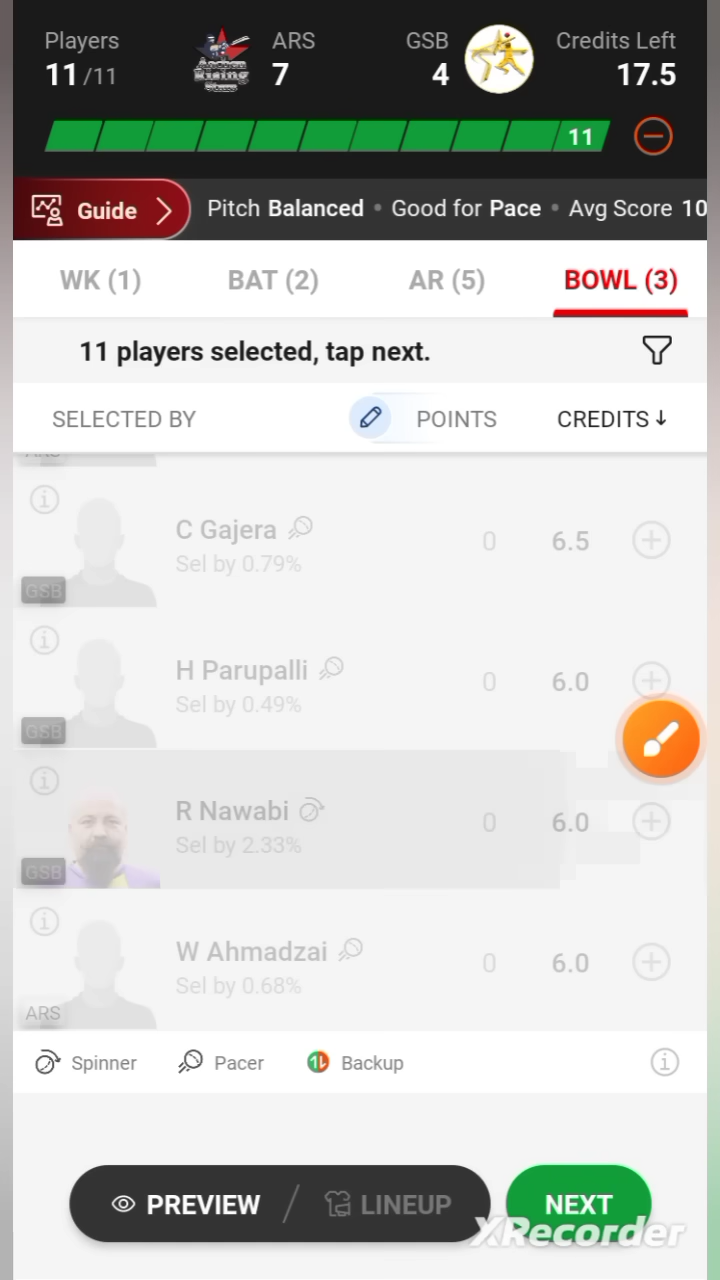 Players ARS GSB Credits Left
11/11 7 4 17.5
Aachen
Rising
Stars
11
Guide Pitch Balanced • Good for Pace • Avg Score 10
WK (1) BAT (2) AR (5) BOWL (3)
11 players selected, tap next.
SELECTED BY POINTS CREDITS↓
ARS
C Gajera 0 6.5
Sel by 0.79%
GSB
H Parupalli 0 6.0
Sel by 0.49%
GSB
R Nawabi 0 6.0
Sel by 2.33%
GSB
W Ahmadzai 0 6.0
Sel by 0.68%
ARS
Spinner Pacer Backup
PREVIEW / LINEUP NEXT
XRecorder